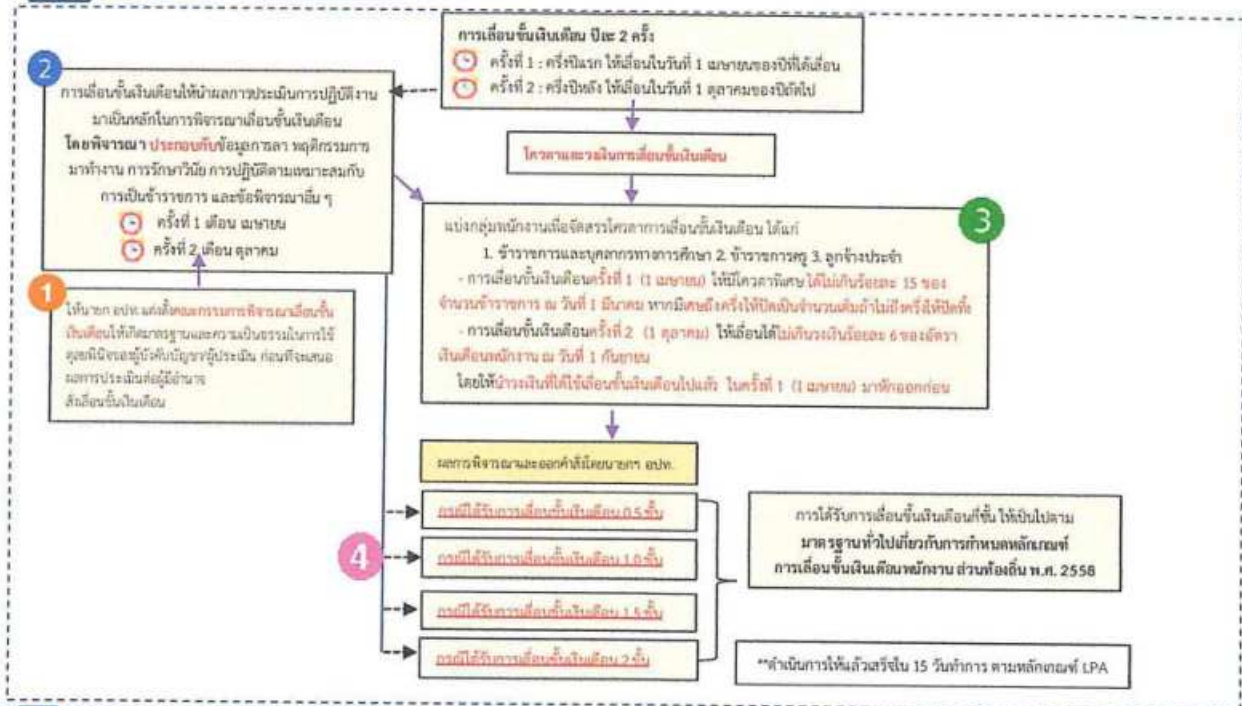 การเลื่อนขั้นเงินเดือน ปีละ 2 ครั้ง
ครั้งที่ 1 : ครึ่งปีแรก ให้เลื่อนในวันที่ 1 เมษายนของปีที่ได้เลื่อน
ครั้งที่ 2 : ครึ่งปีหลัง ให้เลื่อนในวันที่ 1 ตุลาคมของปีถัดไป
2
การเลื่อนขั้นเงินเดือนให้นำผลการประเมินการปฏิบัติงาน
มาเป็นหลักในการพิจารณาเลื่อนขั้นเงินเดือน
โดยพิจารณา ประกอบกับข้อมูลการลา พฤติกรรมการ
มาทำงาน การรักษาวินัย การปฏิบัติตามเหมาะสมกับ
การเป็นข้าราชการ และข้อพิจารณาอื่น ๆ
ครั้งที่ 1 เดือน เมษายน
ครั้งที่ 2 เดือน ตุลาคม
โควตาและวงเงินการเลื่อนขั้นเงินเดือน
1
ให้นายก อปท.แต่งตั้งคณะกรรมการพิจารณาเลื่อนขั้น
เงินเดือนให้เกิดมาตรฐานและความเป็นธรรมในการใช้
ดุลยพินิจของผู้บังคับบัญชา/ผู้ประเมิน ก่อนที่จะเสนอ
ผลการประเมินต่อผู้มีอำนาจ
สั่งเลื่อนขั้นเงินเดือน
3
แบ่งกลุ่มพนักงานเพื่อจัดสรรโควตาการเลื่อนขั้นเงินเดือน ได้แก่
1. ข้าราชการและบุคลากรทางการศึกษา 2. ข้าราชการครู 3. ลูกจ้างประจำ
- การเลื่อนขั้นเงินเดือนครั้งที่ 1 (1 เมษายน) ให้มีโควตาพิเศษ ได้ไม่เกินร้อยละ 15 ของ
จำนวนข้าราชการ ณ วันที่ 1 มีนาคม หากมีเศษถึงครึ่งให้ปัดเป็นจำนวนเต็มถ้าไม่ถึงครึ่งให้ปัดทิ้ง
- การเลื่อนขั้นเงินเดือนครั้งที่ 2 (1 ตุลาคม) ให้เลื่อนได้ไม่เกินวงเงินร้อยละ 6 ของอัตรา
เงินเดือนพนักงาน ณ วันที่ 1 กันยายน
โดยให้นำวงเงินที่ได้ใช้เลื่อนขั้นเงินเดือนไปแล้ว ในครั้งที่ 1 (1 เมษายน) มาหักออกก่อน
ผลการพิจารณาและออกคำสั่งโดยนายกฯ อปท.
4
กรณีได้รับการเลื่อนขั้นเงินเดือน 0.5 ขั้น
กรณีได้รับการเลื่อนขั้นเงินเดือน 1.0 ขั้น
กรณีได้รับการเลื่อนขั้นเงินเดือน 1.5 ขั้น
กรณีได้รับการเลื่อนขั้นเงินเดือน 2 ขั้น
การได้รับการเลื่อนขั้นเงินเดือนกี่ขั้น ให้เป็นไปตาม
มาตรฐานทั่วไปเกี่ยวกับการกำหนดหลักเกณฑ์
การเลื่อนขั้นเงินเดือนพนักงาน ส่วนท้องถิ่น พ.ศ. 2558
**ดำเนินการให้แล้วเสร็จใน 15 วันทำการ ตามหลักเกณฑ์ LPA